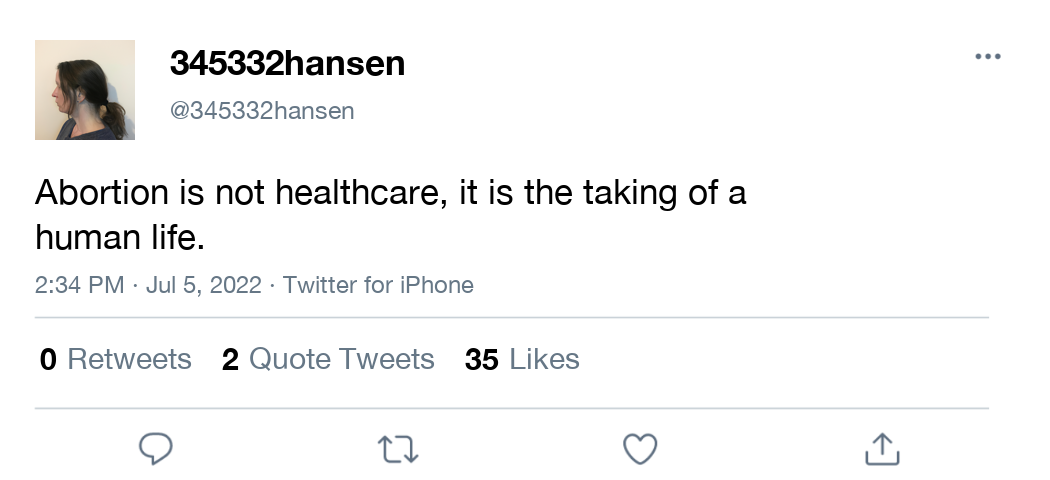 345332hansen
@345332hansen
Abortion is not healthcare, it is the taking of a
human life.
2:34 PM · Jul 5, 2022 · Twitter for iPhone
0 Retweets 2 Quote Tweets 35 Likes